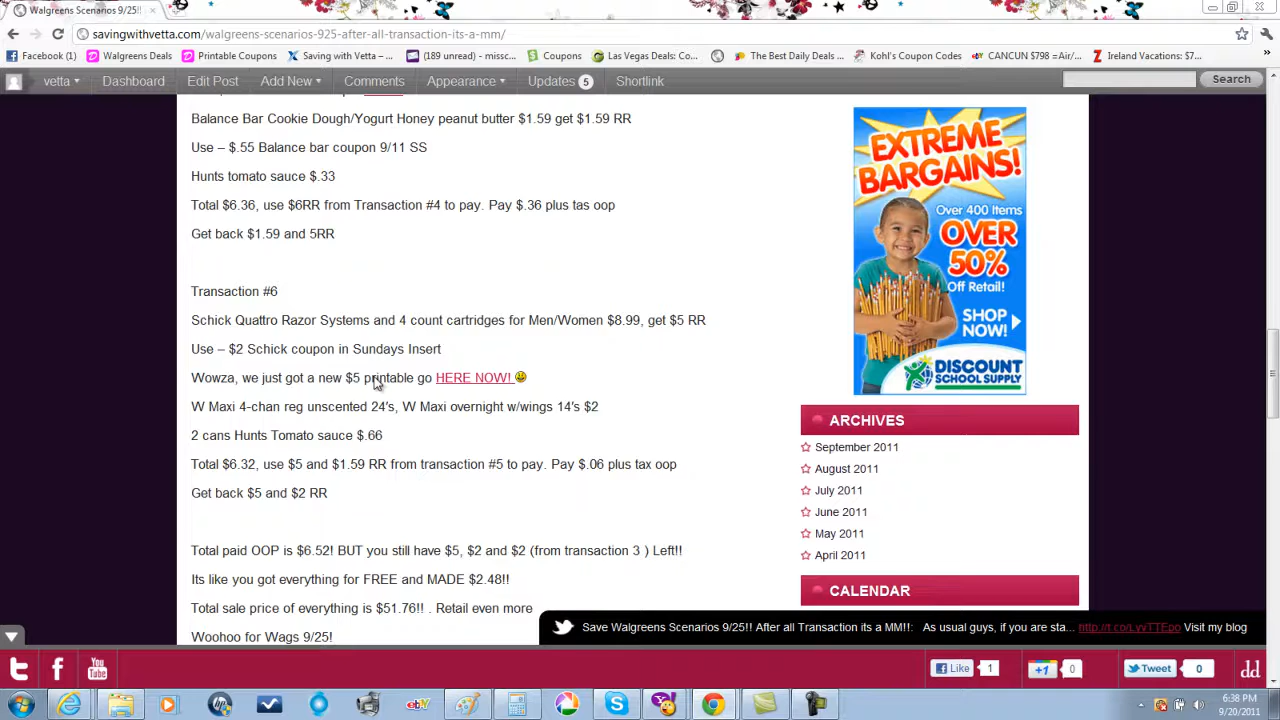 Walgreens Scenarios 9/25!!
savingwithvetta.com/walgreens-scenarios-925-after-all-transaction-its-a-mm/
Facebook (1) Walgreens Deals Printable Coupons Saving with Vetta – ... (189 unread) - missc... Coupons Las Vegas Deals: Co... The Best Daily Deals ... Kohl's Coupon Codes CANCUN $798 =Air/... Ireland Vacations: $7...
vetta Dashboard Edit Post Add New Comments Appearance Updates 5 Shortlink Search
Balance Bar Cookie Dough/Yogurt Honey peanut butter $1.59 get $1.59 RR
Use – $.55 Balance bar coupon 9/11 SS
Hunts tomato sauce $.33
Total $6.36, use $6RR from Transaction #4 to pay. Pay $.36 plus tas oop
Get back $1.59 and 5RR
Transaction #6
Schick Quattro Razor Systems and 4 count cartridges for Men/Women $8.99, get $5 RR
Use – $2 Schick coupon in Sundays Insert
Wowza, we just got a new $5 printable go HERE NOW!
W Maxi 4-chan reg unscented 24's, W Maxi overnight w/wings 14's $2
2 cans Hunts Tomato sauce $.66
Total $6.32, use $5 and $1.59 RR from transaction #5 to pay. Pay $.06 plus tax oop
Get back $5 and $2 RR
Total paid OOP is $6.52! BUT you still have $5, $2 and $2 (from transaction 3 ) Left!!
Its like you got everything for FREE and MADE $2.48!!
Total sale price of everything is $51.76!! . Retail even more
Woohoo for Wags 9/25!
EXTREME
BARGAINS!
Over 400 Items
OVER
50%
Off Retail!
SHOP
NOW!
DISCOUNT
SCHOOL SUPPLY
ARCHIVES
September 2011
August 2011
July 2011
June 2011
May 2011
April 2011
CALENDAR
Save Walgreens Scenarios 9/25!! After all Transaction its a MM!!: As usual guys, if you are sta... http://t.co/LyvTTEpo Visit my blog
You
Tube
Like 1 +1 0 Tweet 0 dd
ebY 6:38 PM
9/20/2011